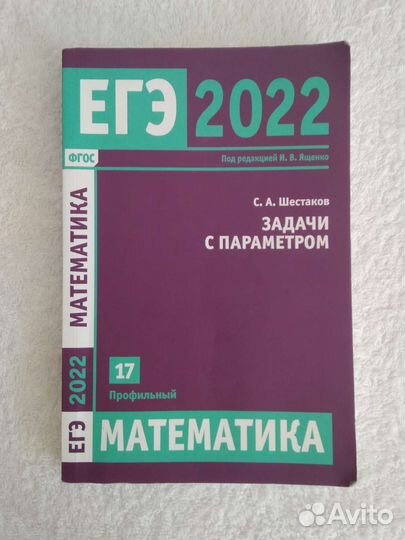 ЕГЭ 2022
ФГОС
Под редакцией И. В. Ященко
С. А. Шестаков
ЗАДАЧИ
С ПАРАМЕТРОМ
17
Профильный
МАТЕМАТИКА
ЕГЭ 2022 МАТЕМАТИКА
Avito